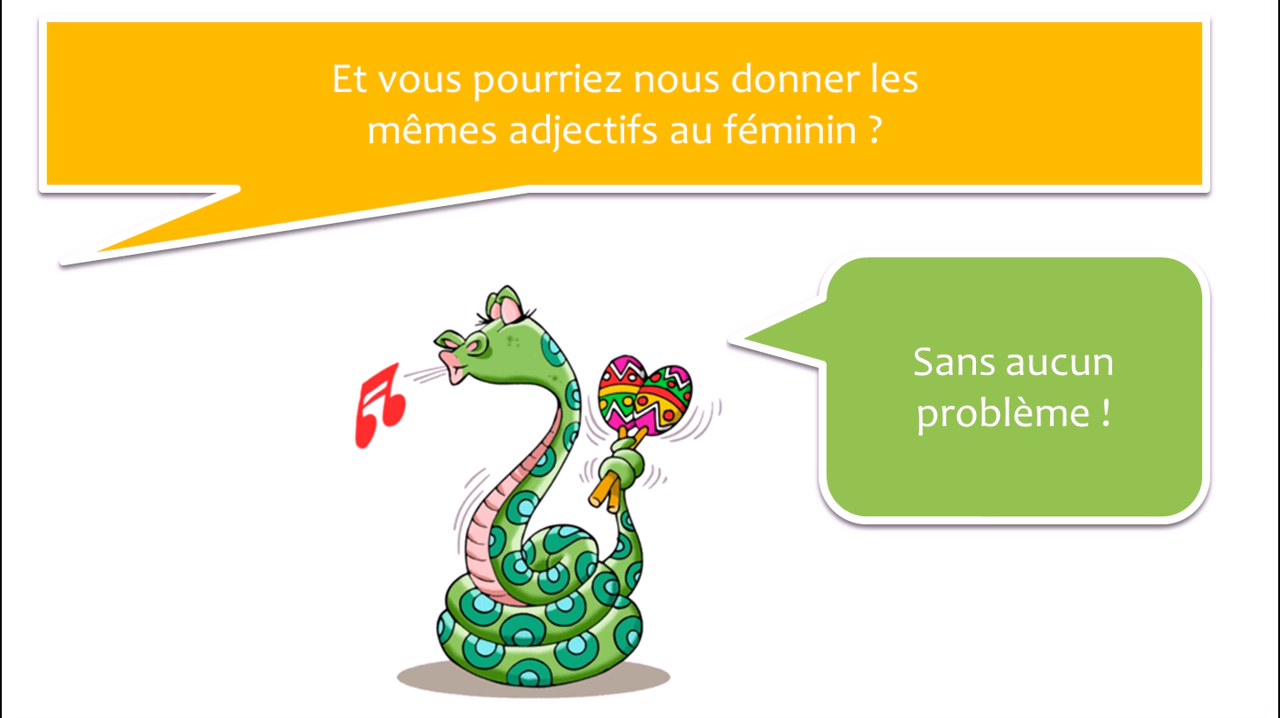 Et vous pourriez nous donner les
mêmes adjectifs au féminin ?
Sans aucun
problème !